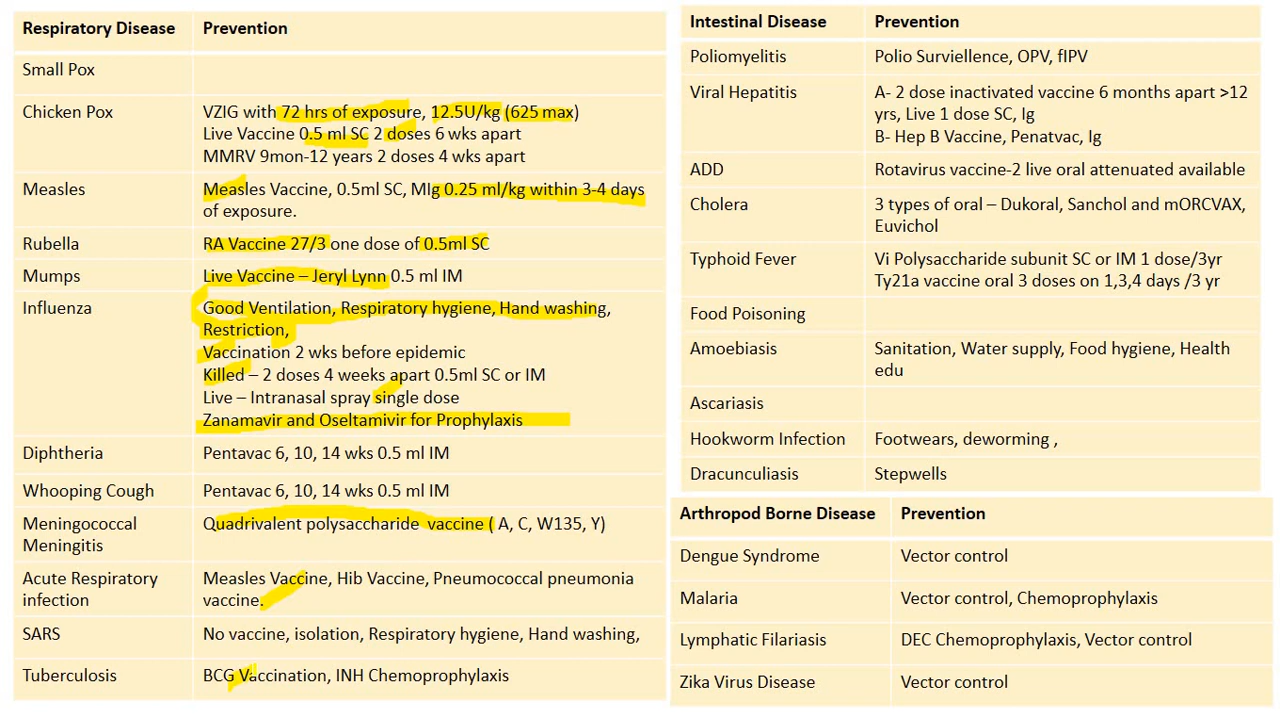 Respiratory Disease Prevention
Small Pox
Chicken Pox VZIG with 72 hrs of exposure, 12.5U/kg (625 max)
Live Vaccine 0.5 ml SC 2 doses 6 wks apart
MMRV 9mon-12 years 2 doses 4 wks apart
Measles Measles Vaccine, 0.5ml SC, MIg 0.25 ml/kg within 3-4 days
of exposure.
Rubella RA Vaccine 27/3 one dose of 0.5ml SC
Mumps Live Vaccine – Jeryl Lynn 0.5 ml IM
Influenza Good Ventilation, Respiratory hygiene, Hand washing,
Restriction,
Vaccination 2 wks before epidemic
Killed – 2 doses 4 weeks apart 0.5ml SC or IM
Live – Intranasal spray single dose
Zanamavir and Oseltamivir for Prophylaxis
Diphtheria Pentavac 6, 10, 14 wks 0.5 ml IM
Whooping Cough Pentavac 6, 10, 14 wks 0.5 ml IM
Meningococcal Quadrivalent polysaccharide vaccine ( A, C, W135, Y)
Meningitis
Acute Respiratory Measles Vaccine, Hib Vaccine, Pneumococcal pneumonia
infection vaccine.
SARS No vaccine, isolation, Respiratory hygiene, Hand washing,
Tuberculosis BCG Vaccination, INH Chemoprophylaxis
Intestinal Disease Prevention
Poliomyelitis Polio Surviellence, OPV, fIPV
Viral Hepatitis A- 2 dose inactivated vaccine 6 months apart >12
yrs, Live 1 dose SC, Ig
B- Hep B Vaccine, Penatvac, Ig
ADD Rotavirus vaccine-2 live oral attenuated available
Cholera 3 types of oral – Dukoral, Sanchol and mORCVAX,
Euvichol
Typhoid Fever Vi Polysaccharide subunit SC or IM 1 dose/3yr
Ty21a vaccine oral 3 doses on 1,3,4 days /3 yr
Food Poisoning
Amoebiasis Sanitation, Water supply, Food hygiene, Health
edu
Ascariasis
Hookworm Infection Footwears, deworming ,
Dracunculiasis Stepwells
Arthropod Borne Disease Prevention
Dengue Syndrome Vector control
Malaria Vector control, Chemoprophylaxis
Lymphatic Filariasis DEC Chemoprophylaxis, Vector control
Zika Virus Disease Vector control